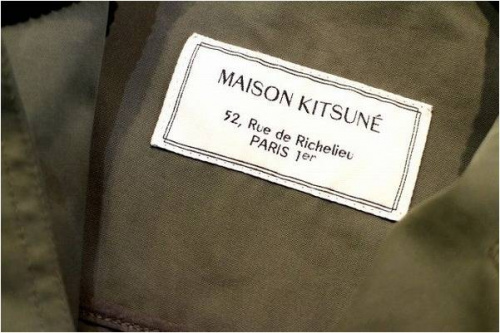 MAISON KITSUNÉ
52, Rue de Richelieu
PARIS 1er